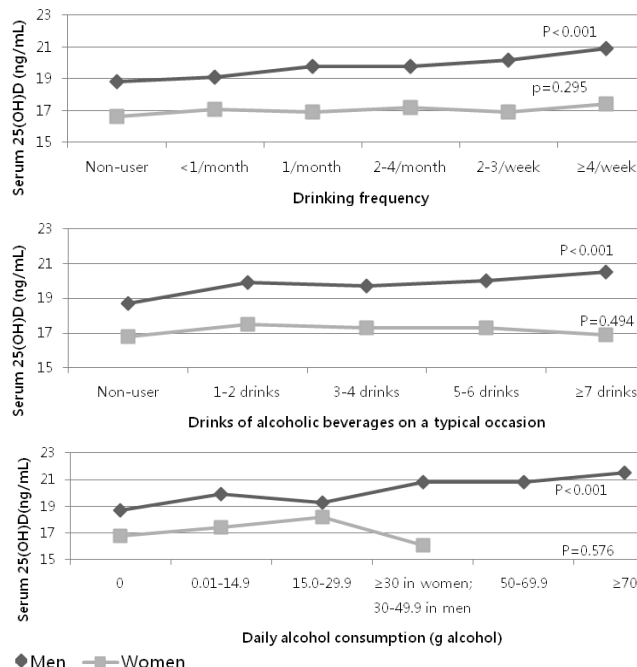 Serum 25(OH)D (ng/mL)
23
21
19
17
15
P<0.001
p=0.295
Non-user
<1/month
1/month
2-4/month
2-3/week
≥4/week
Drinking frequency
Serum 25(OH)D (ng/mL)
23
21
19
17
15
P<0.001
P=0.494
Non-user
1-2 drinks
3-4 drinks
5-6 drinks
≥7 drinks
Drinks of alcoholic beverages on a typical occasion
Serum 25(OH)D(ng/mL)
23
21
19
17
15
P<0.001
P=0.576
0
0.01-14.9
15.0-29.9
≥30 in women;
30-49.9 in men
50-69.9
≥70
Daily alcohol consumption (g alcohol)
Men
Women